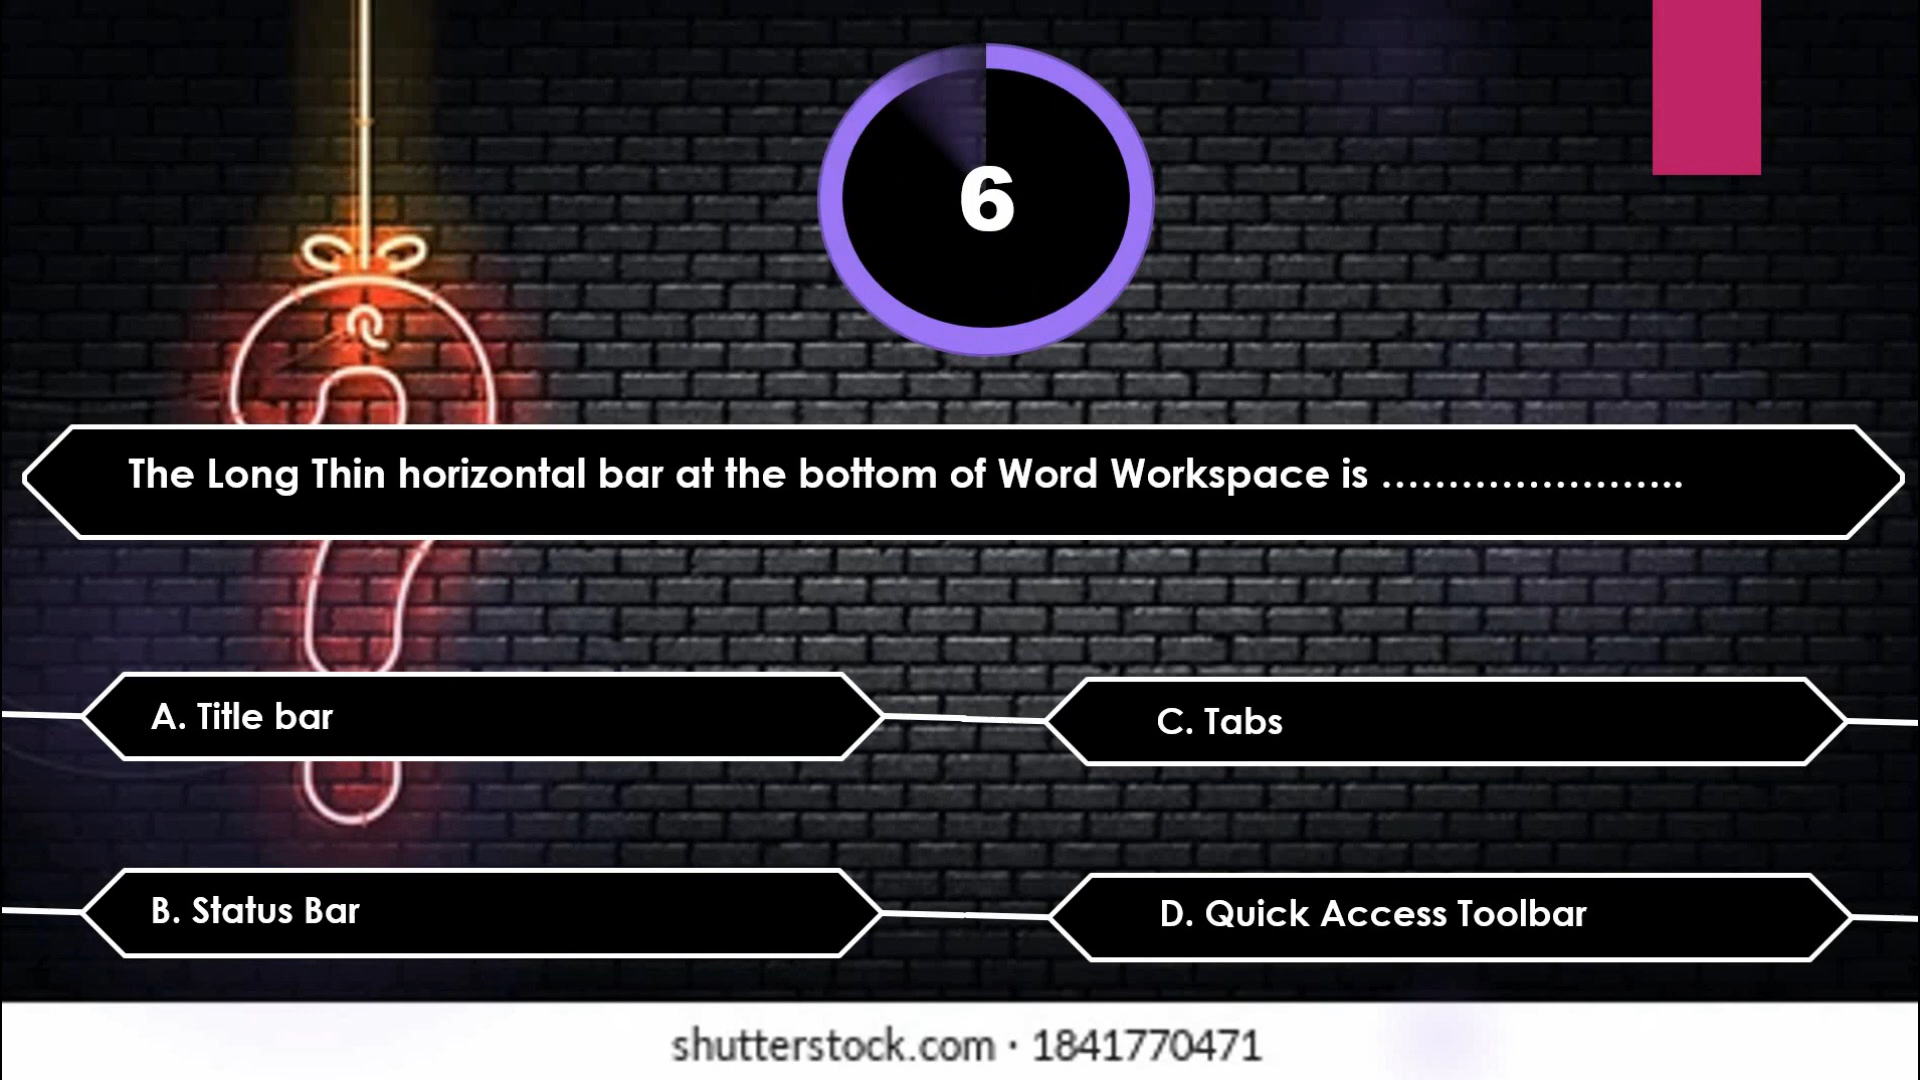 6
The Long Thin horizontal bar at the bottom of Word Workspace is ……………………..
A. Title bar
C. Tabs
B. Status Bar
D. Quick Access Toolbar
shutterstock.com · 1841770471